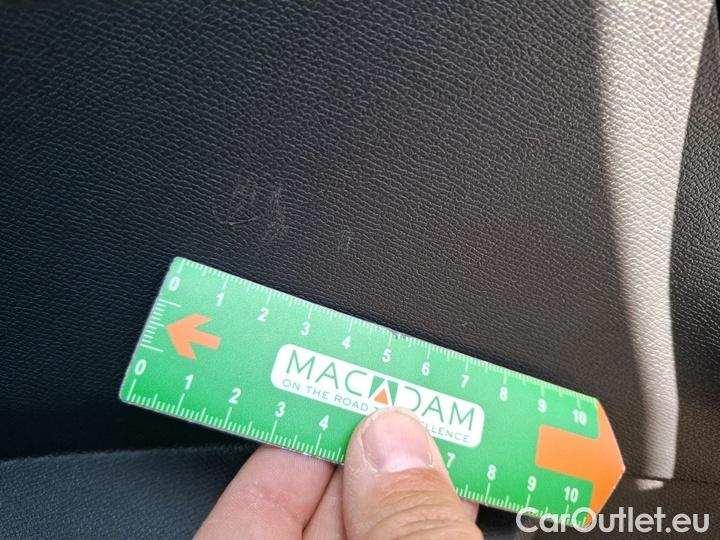 0 1 2 3 4 5 6 7 8 9 10
MACADAM
ON THE ROAD
0 1 2 3 4 7 8 9 10
CarOutlet.eu